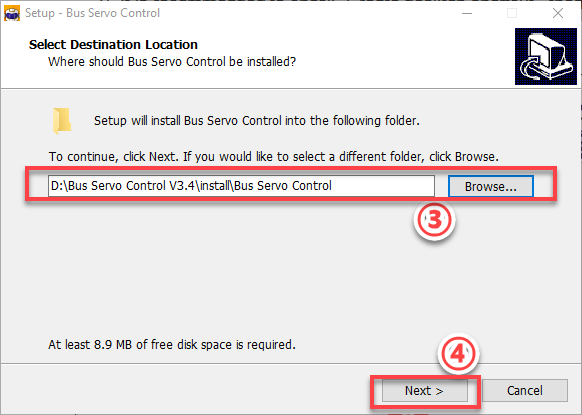 Setup - Bus Servo Control
Select Destination Location
Where should Bus Servo Control be installed?
Setup will install Bus Servo Control into the following folder.
To continue, click Next. If you would like to select a different folder, click Browse.
D:\Bus Servo Control V3.4\install\Bus Servo Control
Browse...
③
At least 8.9 MB of free disk space is required.
④
Next >
Cancel